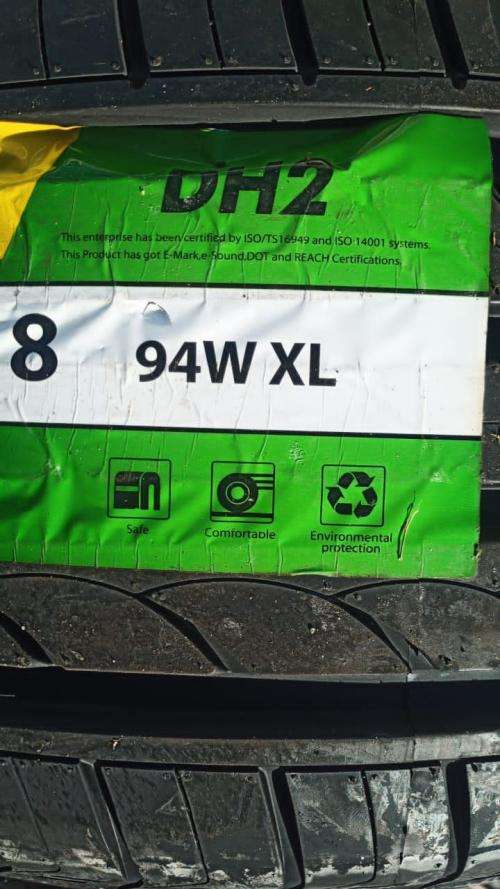 DH2
This enterprise has been certified by ISO/TS16949 and ISO 14001 systems.
This Product has got E-Mark,e-Sound,DOT and REACH Certifications.
8 94W XL
Safe
Comfortable
Environmental
protection